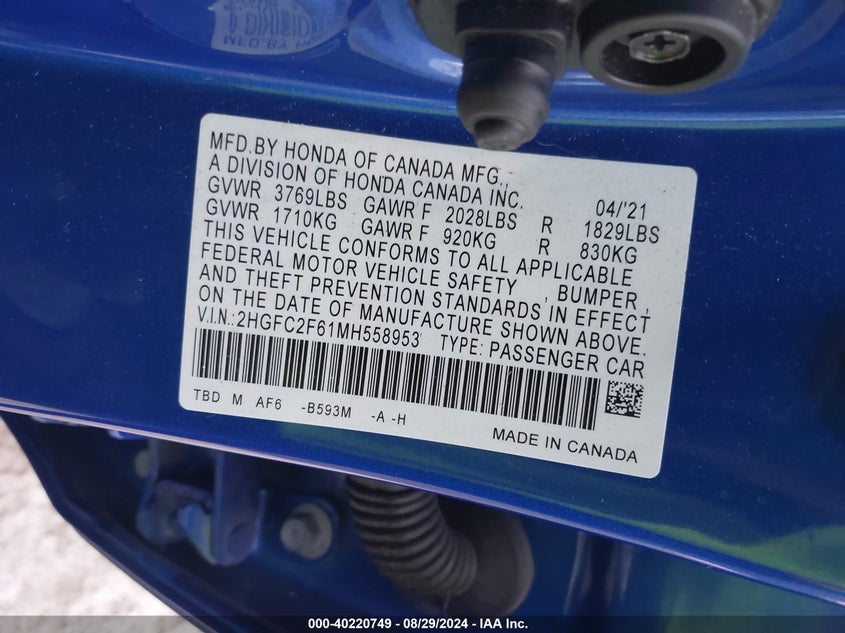 MFD.BY HONDA OF CANADA MFG.,
A DIVISION OF HONDA CANADA INC. 04/'21
GVWR 3769LBS GAWR F 2028LBS R 1829LBS
GVWR 1710KG GAWR F 920KG R 830KG
THIS VEHICLE CONFORMS TO ALL APPLICABLE
FEDERAL MOTOR VEHICLE SAFETY , BUMPER,
AND THEFT PREVENTION STANDARDS IN EFFECT
ON THE DATE OF MANUFACTURE SHOWN ABOVE.
V.I.N.:2HGFC2F61MH558953 TYPE: PASSENGER CAR
TBD M AF6 -B593M -A -H
MADE IN CANADA
000-40220749 - 08/29/2024 - IAA Inc.